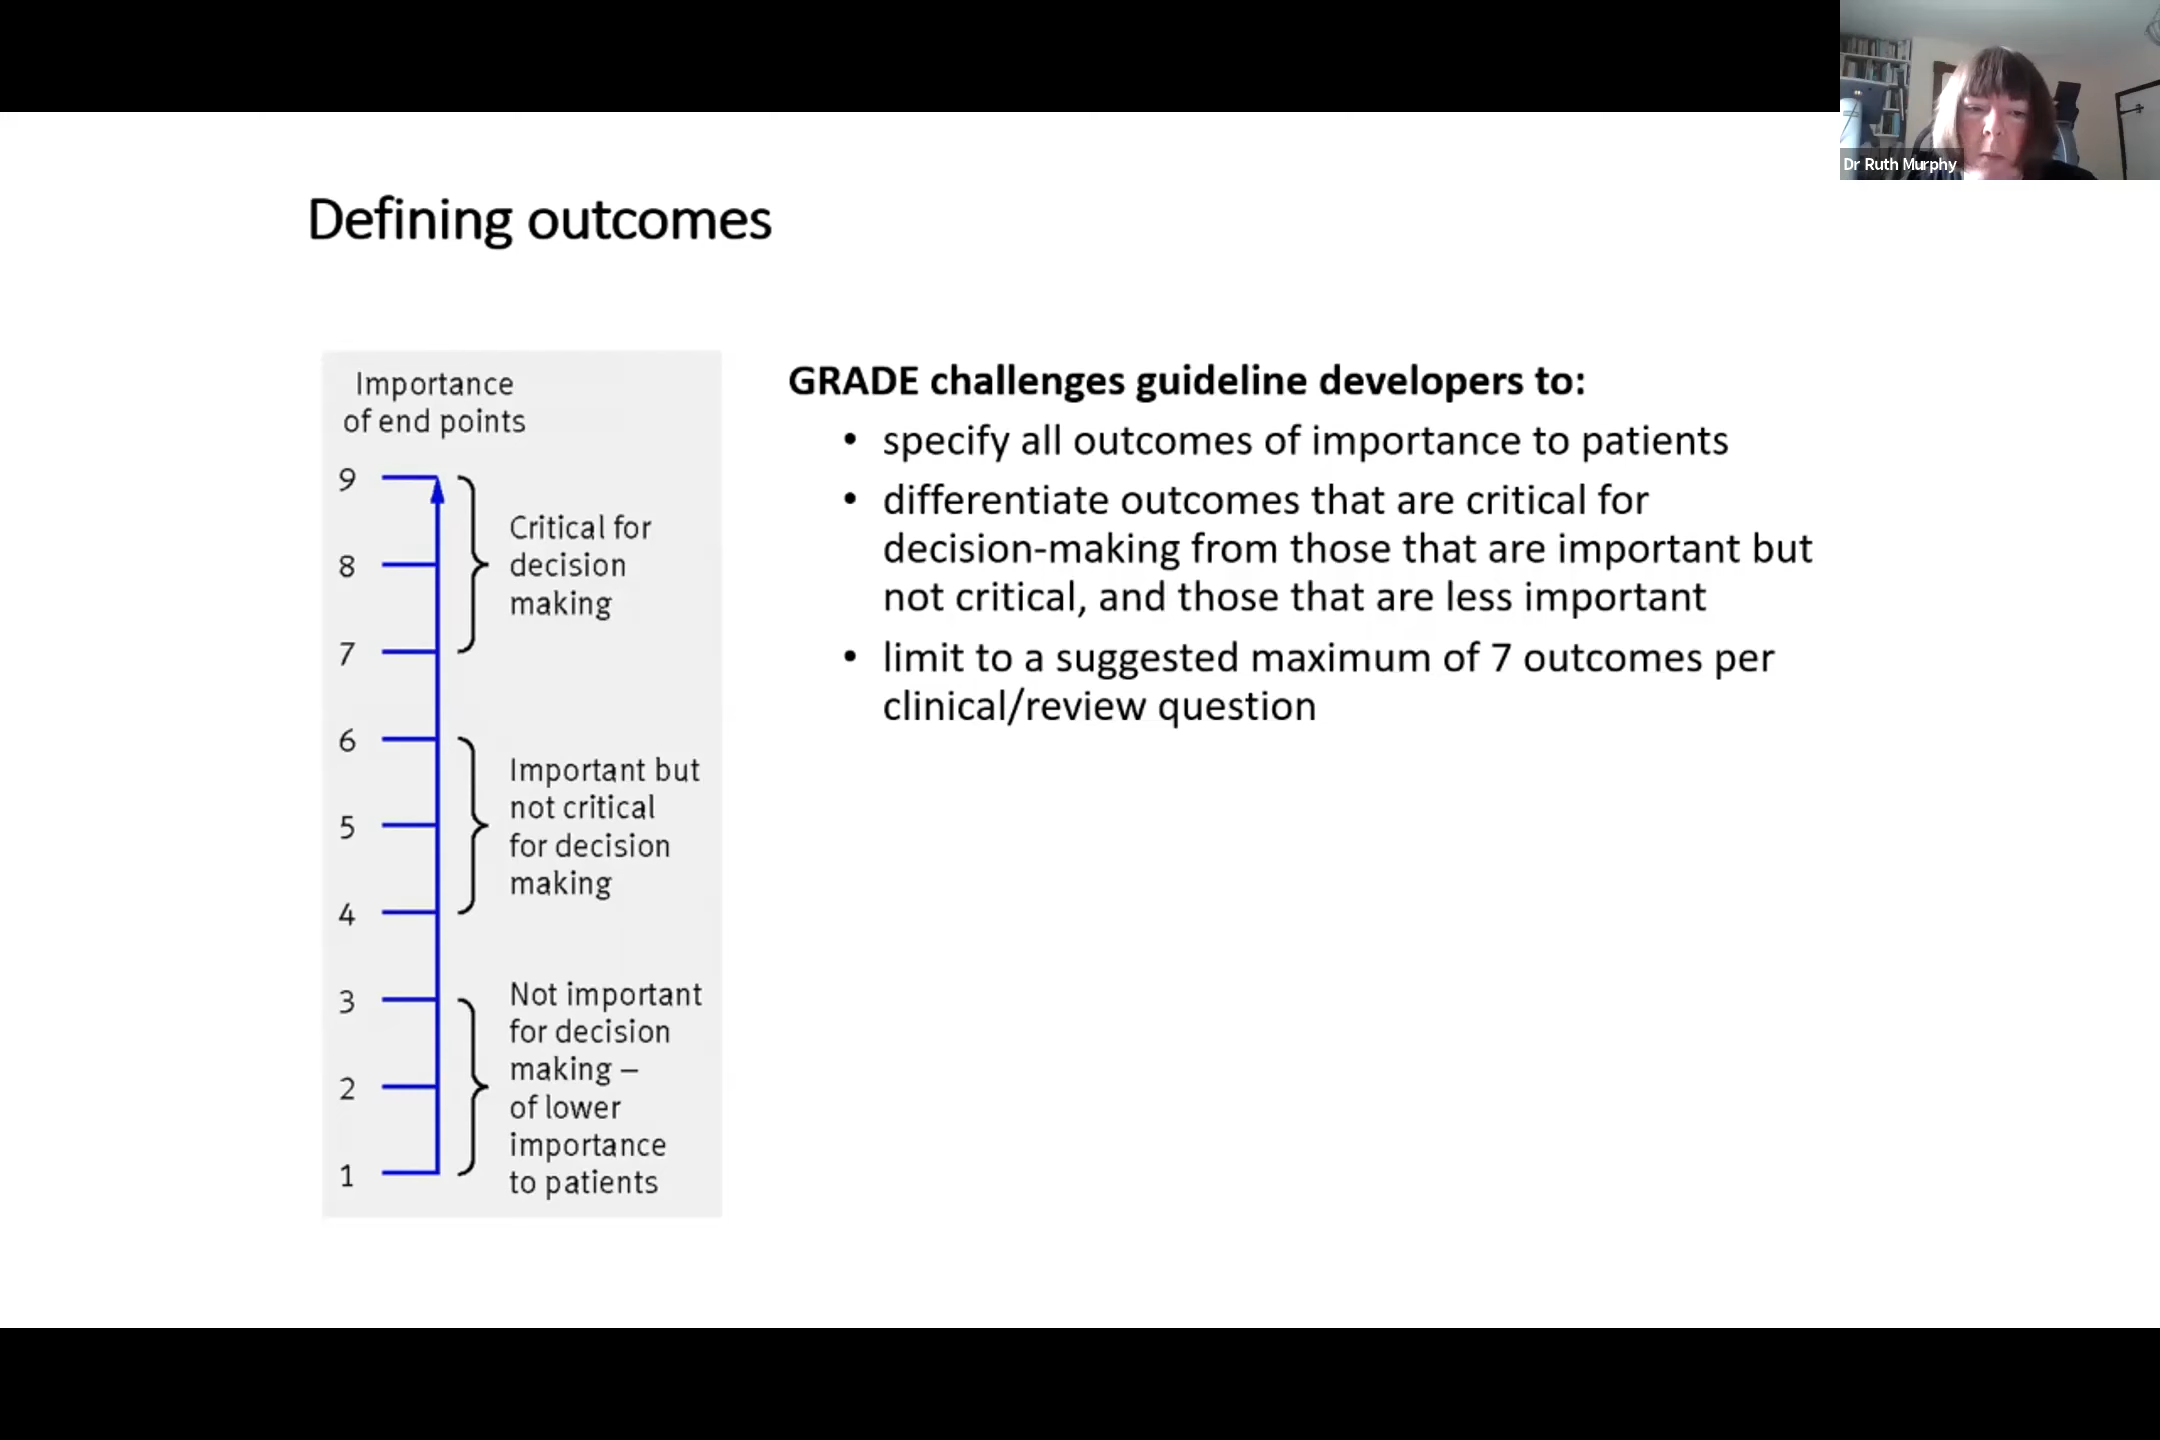 Dr Ruth Murphy
Defining outcomes
Importance
of end points
9
8
7
6
5
4
3
2
1
Critical for
decision
making
Important but
not critical
for decision
making
Not important
for decision
making –
of lower
importance
to patients
GRADE challenges guideline developers to:
• specify all outcomes of importance to patients
• differentiate outcomes that are critical for
decision-making from those that are important but
not critical, and those that are less important
• limit to a suggested maximum of 7 outcomes per
clinical/review question